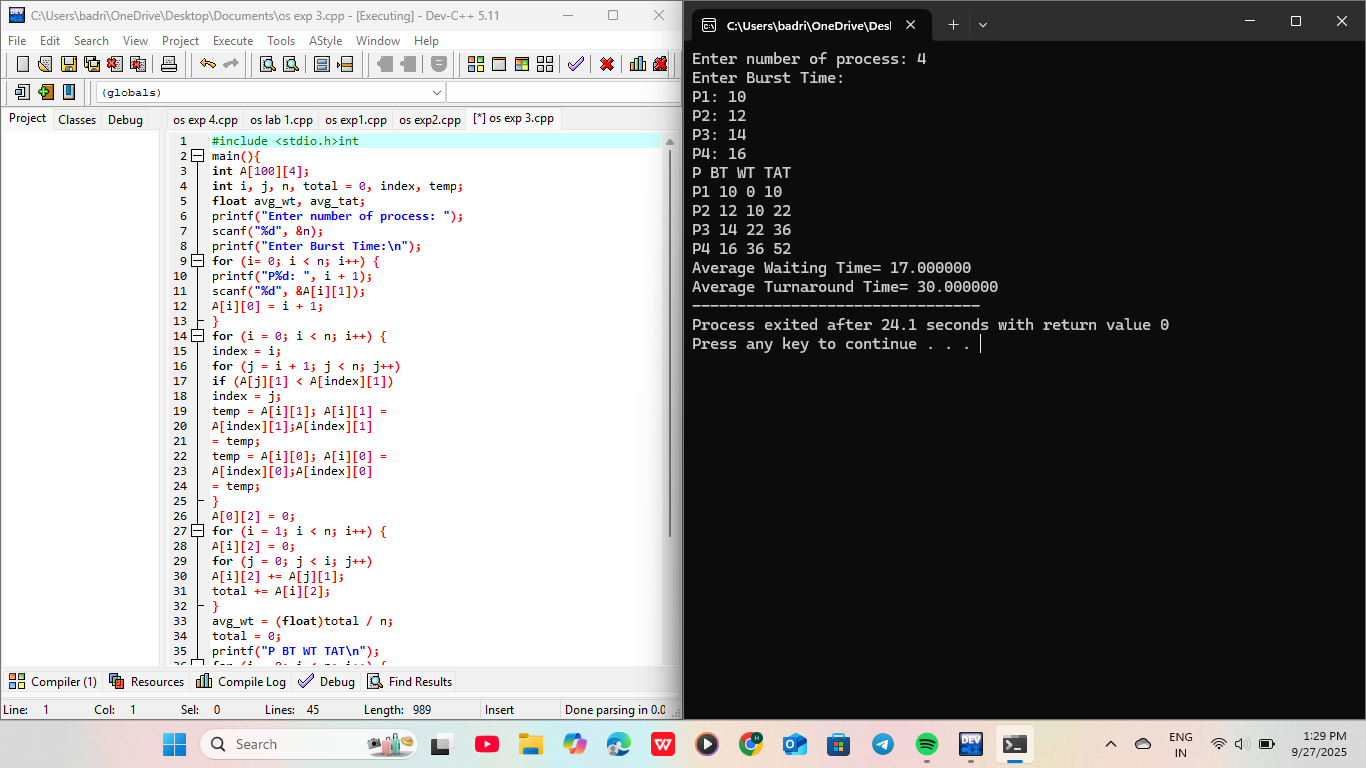 C:\Users\badri\OneDrive\Desktop\Documents\os exp 3.cpp - [Executing] - Dev-C++ 5.11
File Edit Search View Project Execute Tools AStyle Window Help
(globals)
Project Classes Debug
os exp 4.cpp os lab 1.cpp os exp1.cpp os exp2.cpp [*] os exp 3.cpp
1 #include <stdio.h>int
2 main(){
3 int A[100][4];
4 int i, j, n, total = 0, index, temp;
5 float avg_wt, avg_tat;
6 printf("Enter number of process: ");
7 scanf("%d", &n);
8 printf("Enter Burst Time:\n");
9 for (i= 0; i < n; i++) {
10 printf("P%d: ", i + 1);
11 scanf("%d", &A[i][1]);
12 A[i][0] = i + 1;
13 }
14 for (i = 0; i < n; i++) {
15 index = i;
16 for (j = i + 1; j < n; j++)
17 if (A[j][1] < A[index][1])
18 index = j;
19 temp = A[i][1]; A[i][1] =
20 A[index][1];A[index][1]
21 = temp;
22 temp = A[i][0]; A[i][0] =
23 A[index][0];A[index][0]
24 = temp;
25 }
26 A[0][2] = 0;
27 for (i = 1; i < n; i++) {
28 A[i][2] = 0;
29 for (j = 0; j < i; j++)
30 A[i][2] += A[j][1];
31 total += A[i][2];
32 }
33 avg_wt = (float)total / n;
34 total = 0;
35 printf("P BT WT TAT\n");
36 for (i = 0; i < n; i++) {
Compiler (1) Resources Compile Log Debug Find Results
Line: 1 Col: 1 Sel: 0 Lines: 45 Length: 989 Insert Done parsing in 0.0
C:\Users\badri\OneDrive\Desl
Enter number of process: 4
Enter Burst Time:
P1: 10
P2: 12
P3: 14
P4: 16
P BT WT TAT
P1 10 0 10
P2 12 10 22
P3 14 22 36
P4 16 36 52
Average Waiting Time= 17.000000
Average Turnaround Time= 30.000000
--------------------------------
Process exited after 24.1 seconds with return value 0
Press any key to continue . . .
Search
ENG
IN
1:29 PM
9/27/2025